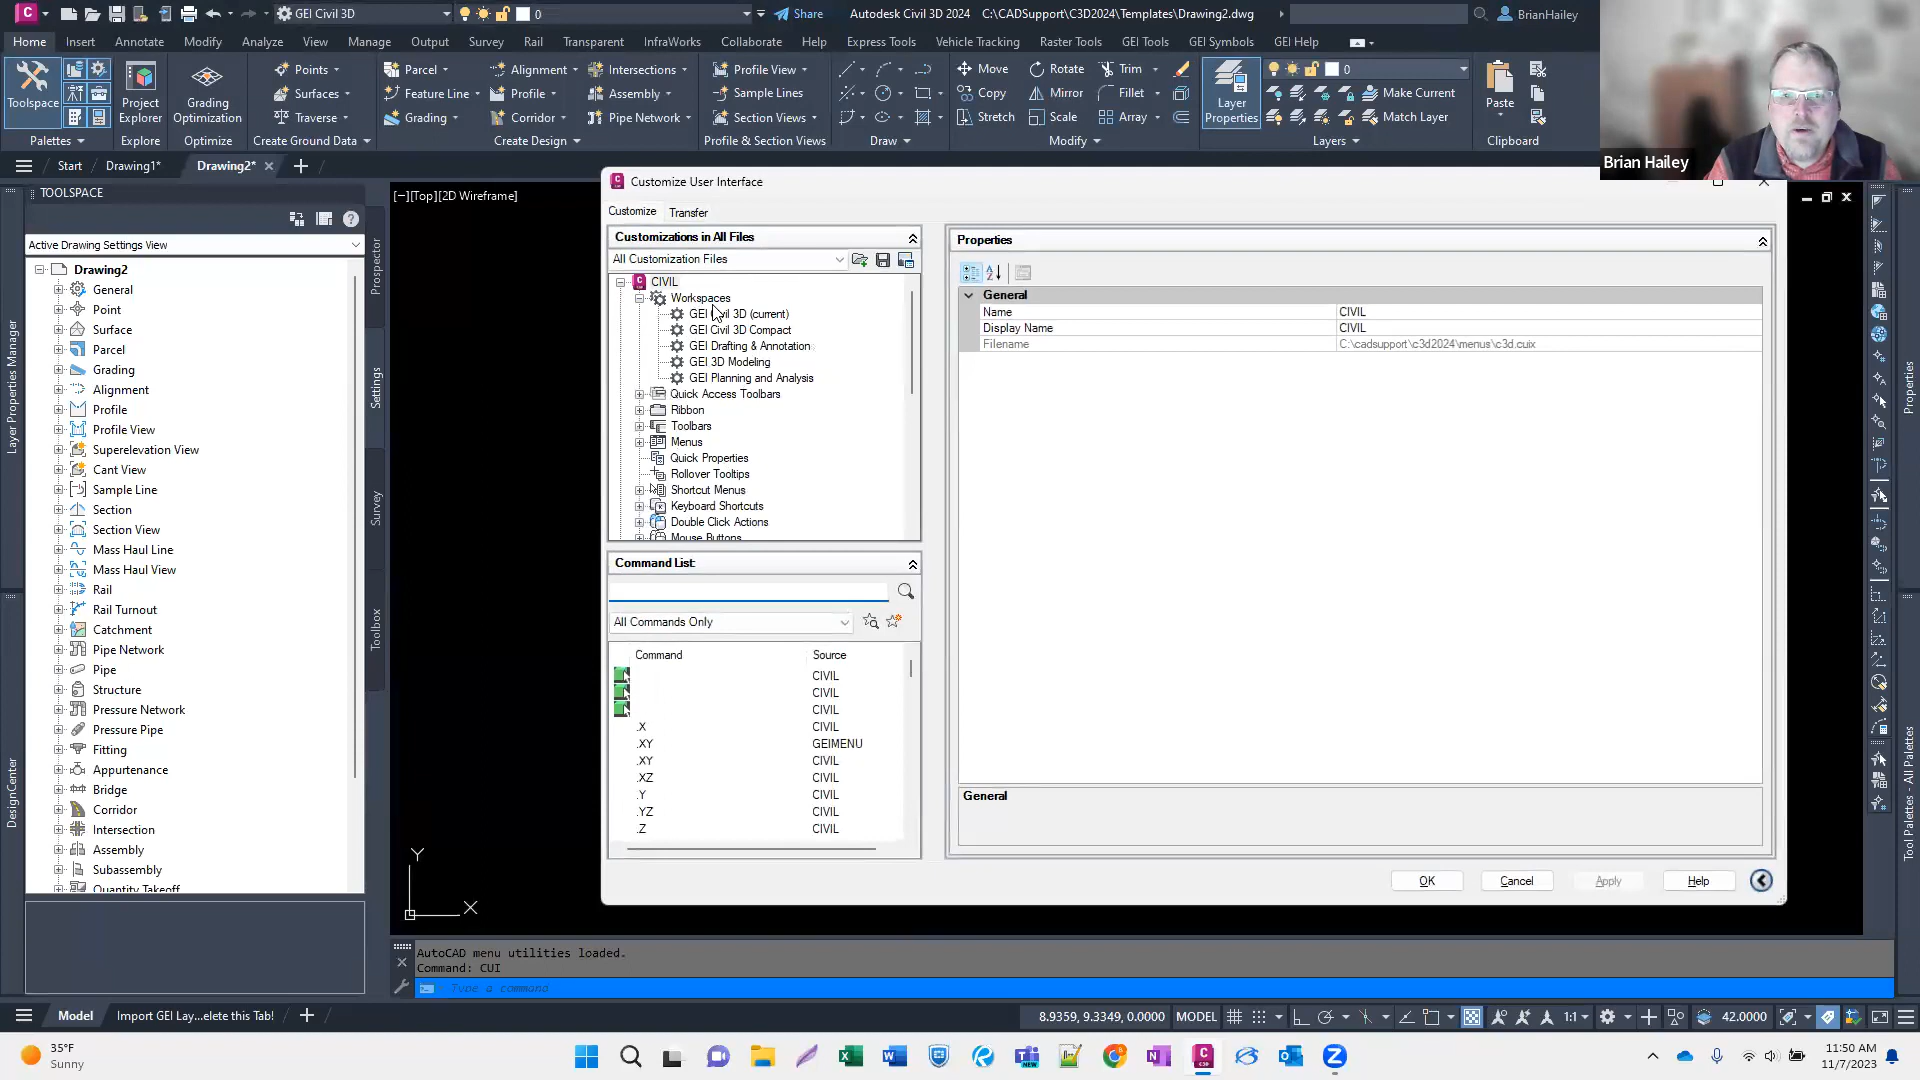 GEI Civil 3D
0
Share
Autodesk Civil 3D 2024
C:\CADSupport\C3D2024\Templates\Drawing2.dwg
BrianHailey
Home
Insert
Annotate
Modify
Analyze
View
Manage
Output
Survey
Rail
Transparent
InfraWorks
Collaborate
Help
Express Tools
Vehicle Tracking
Raster Tools
GEI Tools
GEI Symbols
GEI Help
Toolspace
Project Explorer
Grading Optimization
Points
Surfaces
Traverse
Parcel
Feature Line
Grading
Alignment
Profile
Corridor
Intersections
Assembly
Pipe Network
Profile View
Sample Lines
Section Views
Move
Copy
Stretch
Rotate
Mirror
Scale
Trim
Fillet
Array
Layer Properties
0
Make Current
Match Layer
Paste
Palettes
Explore
Optimize
Create Ground Data
Create Design
Profile & Section Views
Draw
Modify
Layers
Clipboard
Brian Hailey
Start
Drawing1*
Drawing2*
TOOLSPACE
Active Drawing Settings View
Drawing2
General
Point
Surface
Parcel
Grading
Alignment
Profile
Profile View
Superelevation View
Cant View
Sample Line
Section
Section View
Mass Haul Line
Mass Haul View
Rail
Rail Turnout
Catchment
Pipe Network
Pipe
Structure
Pressure Network
Pressure Pipe
Fitting
Appurtenance
Bridge
Corridor
Intersection
Assembly
Subassembly
Quantity Takeoff
Layer Properties Manager
DesignCenter
Prospector
Settings
Survey
Toolbox
[−][Top][2D Wireframe]
Customize User Interface
Customize
Transfer
Customizations in All Files
All Customization Files
CIVIL
Workspaces
GEI Civil 3D (current)
GEI Civil 3D Compact
GEI Drafting & Annotation
GEI 3D Modeling
GEI Planning and Analysis
Quick Access Toolbars
Ribbon
Toolbars
Menus
Quick Properties
Rollover Tooltips
Shortcut Menus
Keyboard Shortcuts
Double Click Actions
Mouse Buttons
Command List:
All Commands Only
Command Source
CIVIL
CIVIL
CIVIL
.X CIVIL
.XY GEIMENU
.XY CIVIL
.XZ CIVIL
.Y CIVIL
.YZ CIVIL
.Z CIVIL
Properties
General
Name CIVIL
Display Name CIVIL
Filename C:\cadsupport\c3d2024\menus\c3d.cuix
General
OK
Cancel
Apply
Help
Properties
Tool Palettes - All Palettes
Y
X
AutoCAD menu utilities loaded.
Command: CUI
Type a command
Model
Import GEI Lay...elete this Tab!
8.9359, 9.3349, 0.0000
MODEL
1:1
42.0000
35°F
Sunny
11:50 AM
11/7/2023